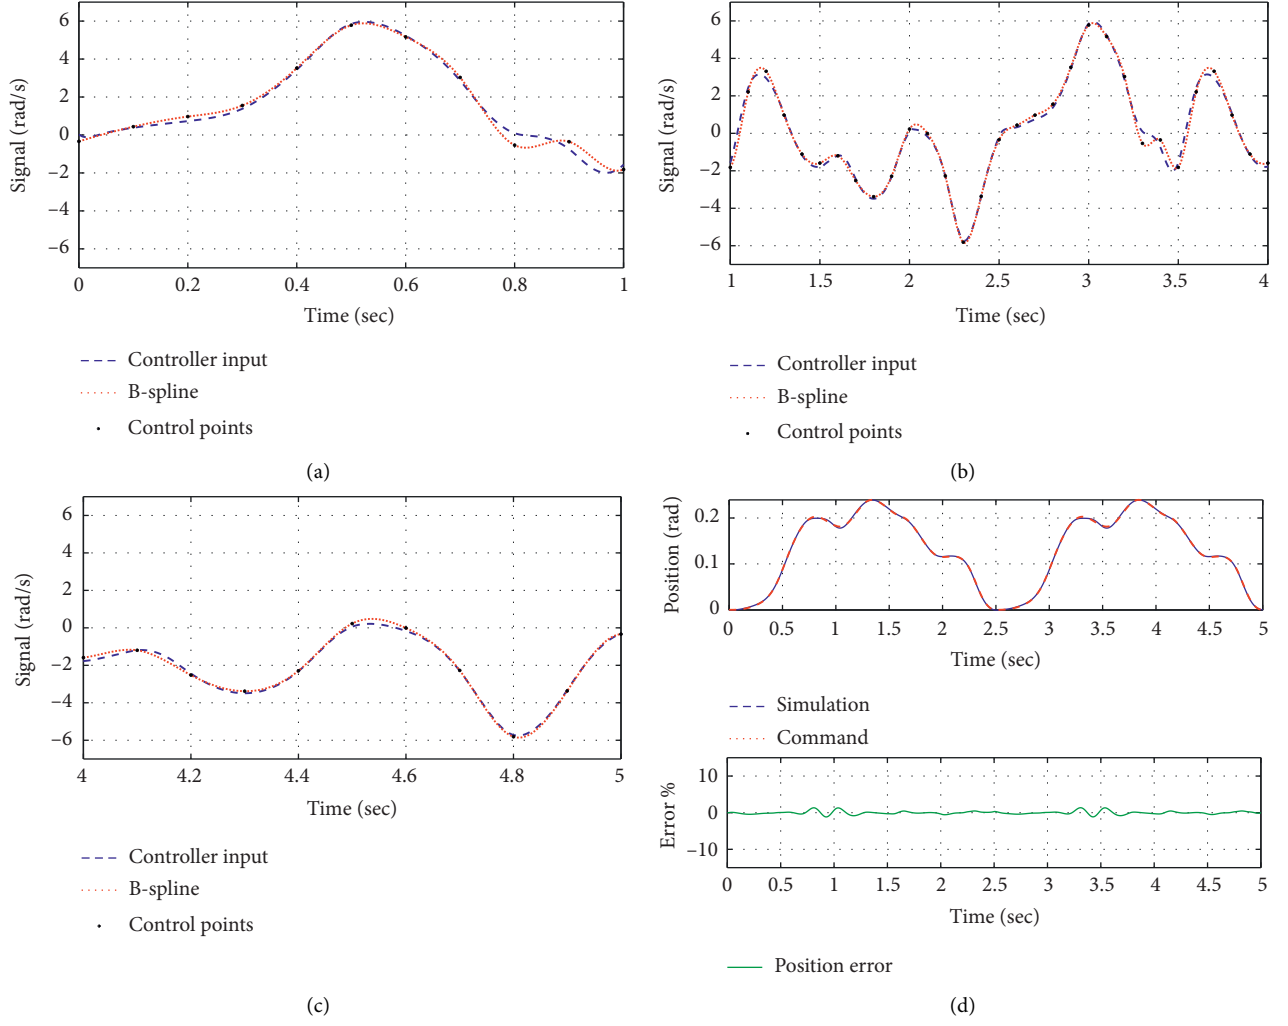 Signal (rad/s)
6
4
2
0
−2
−4
−6
0
0.2
0.4
0.6
0.8
1
Time (sec)
Controller input
B-spline
Control points
(a)
Signal (rad/s)
6
4
2
0
−2
−4
−6
1
1.5
2
2.5
3
3.5
4
Time (sec)
Controller input
B-spline
Control points
(b)
Signal (rad/s)
6
4
2
0
−2
−4
−6
4
4.2
4.4
4.6
4.8
5
Time (sec)
Controller input
B-spline
Control points
(c)
Position (rad)
0.2
0.1
0
0
0.5
1
1.5
2
2.5
3
3.5
4
4.5
5
Time (sec)
Simulation
Command
Error %
10
0
−10
0
0.5
1
1.5
2
2.5
3
3.5
4
4.5
5
Time (sec)
Position error
(d)